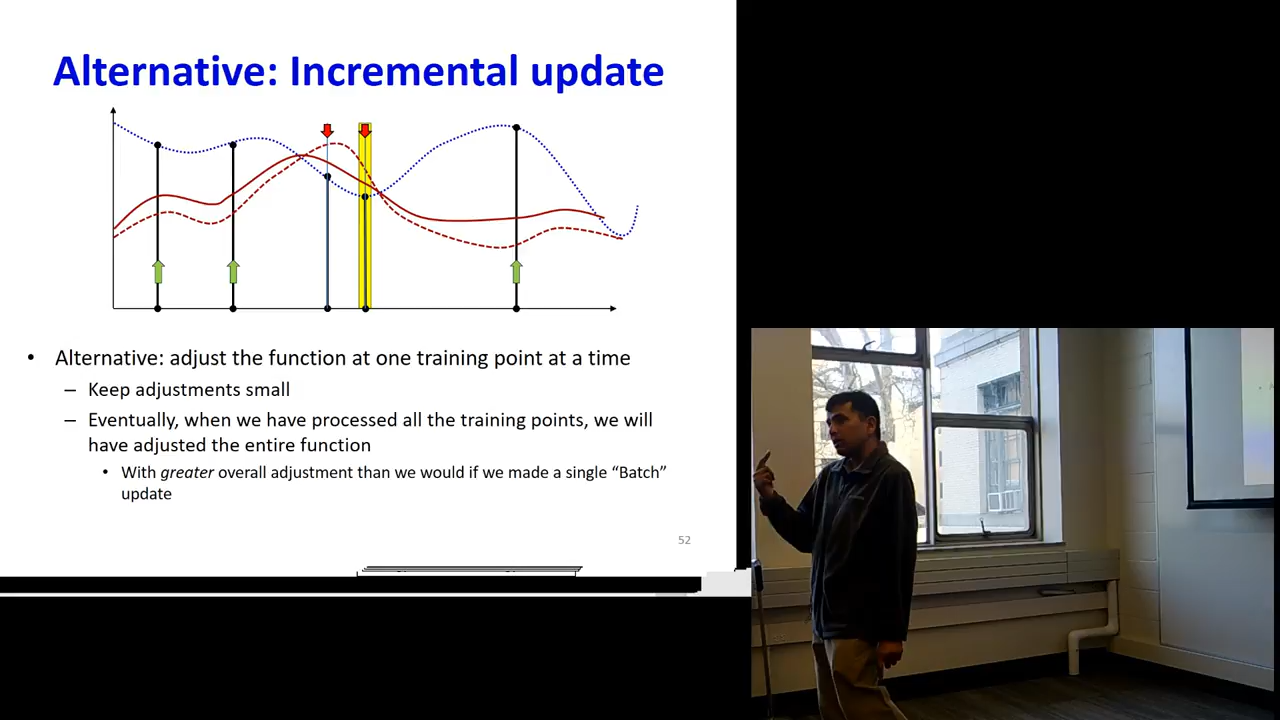 Alternative: Incremental update
• Alternative: adjust the function at one training point at a time
– Keep adjustments small
– Eventually, when we have processed all the training points, we will
have adjusted the entire function
• With greater overall adjustment than we would if we made a single “Batch”
update
52